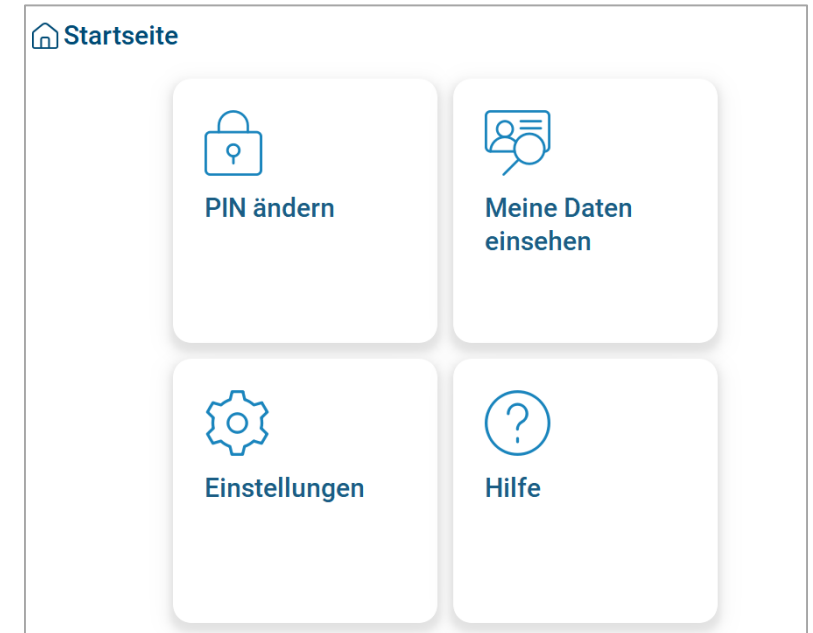 Startseite
PIN ändern
Meine Daten
einsehen
Einstellungen
Hilfe